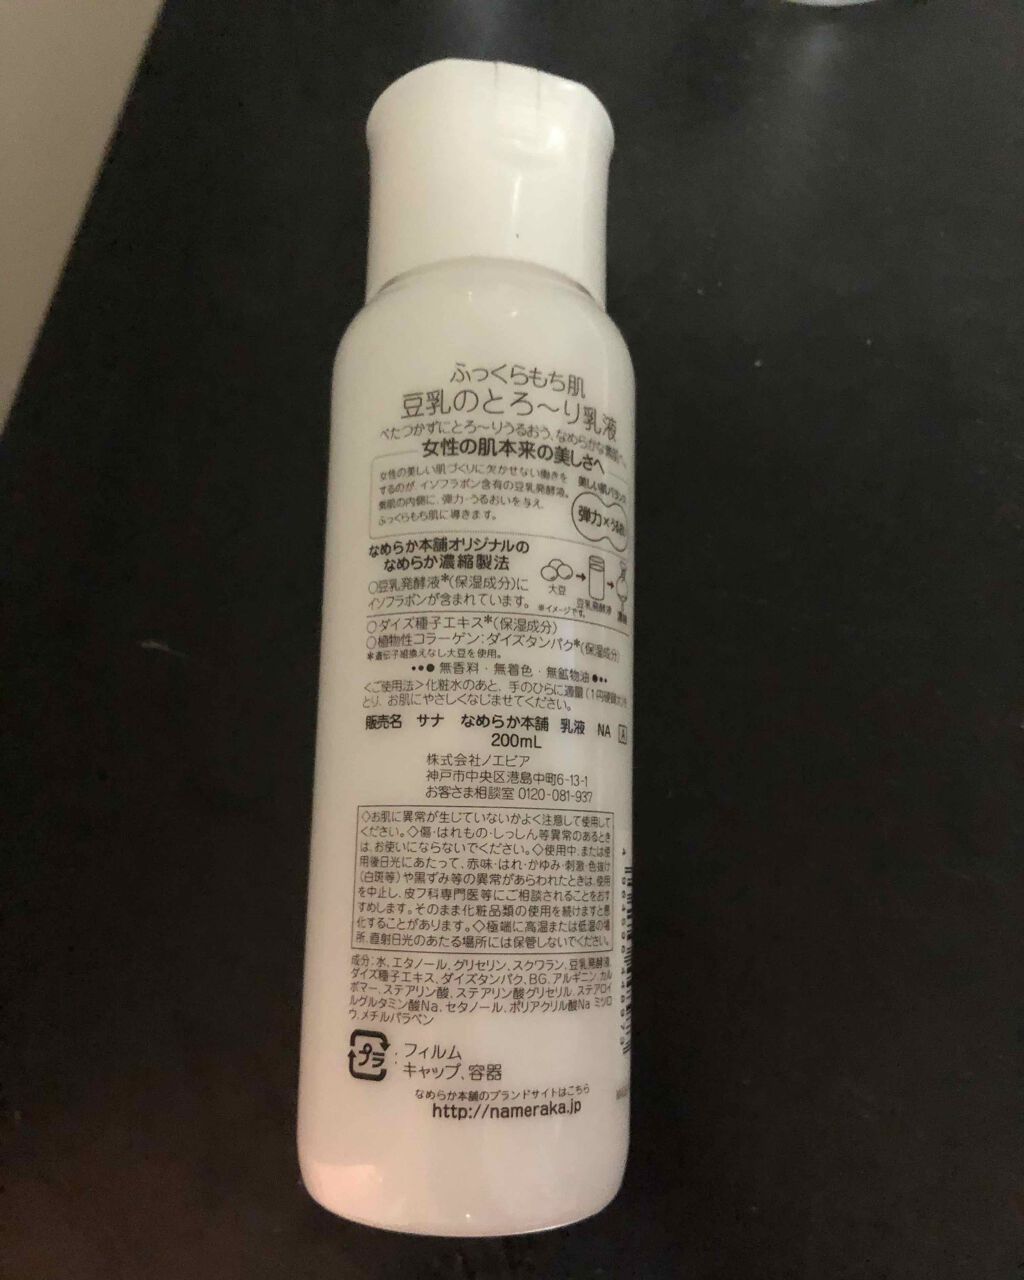 ふっくらもち肌
豆乳のとろ〜り乳液
べたつかずにとろ〜りうるおう、なめらかな
女性の肌本来の美しさへ
女性の美しい肌づくりに欠かせない働きを
するのが、イソフラボン含有の豆乳発酵液。
素肌の内側に、弾力・うるおいを与え、
ふっくらもち肌に導きます。
美しい肌バランス
弾力×うるおい
なめらか本舗オリジナルの
なめらか濃縮製法
○豆乳発酵液*(保湿成分)に
イソフラボンが含まれています。
大豆
豆乳発酵液
濃縮
※イメージです。
○ダイズ種子エキス*(保湿成分)
○植物性コラーゲン:ダイズタンパク*(保湿成分)
*遺伝子組換えなし大豆を使用。
••● 無香料・無着色・無鉱物油 ●••
<ご使用法>化粧水のあと、手のひらに適量(1円硬貨大)を
とり、お肌にやさしくなじませてください。
販売名 サナ なめらか本舗 乳液 NA A
200mL
株式会社ノエビア
神戸市中央区港島中町6-13-1
お客さま相談室 0120-081-937
◇お肌に異常が生じていないかよく注意して使用して
ください。◇傷・はれもの・しっしん等異常のあるとき
は、お使いにならないでください。◇使用中、または使
用後日光にあたって、赤味・はれ・かゆみ・刺激・色抜け
(白斑等)や黒ずみ等の異常があらわれたときは、使用
を中止し、皮フ科専門医等にご相談されることをおす
すめします。そのまま化粧品類の使用を続けますと悪
化することがあります。◇極端に高温または低温の場
所、直射日光のあたる場所には保管しないでください。
成分:水、エタノール、グリセリン、スクワラン、豆乳発酵液、
ダイズ種子エキス、ダイズタンパク、BG、アルギニン、カル
ボマー、ステアリン酸、ステアリン酸グリセリル、ステアロイ
ルグルタミン酸Na、セタノール、ポリアクリル酸Na、ミツロ
ウ、メチルパラベン
プラ : フィルム
キャップ、容器
なめらか本舗のブランドサイトはこちら
http://nameraka.jp